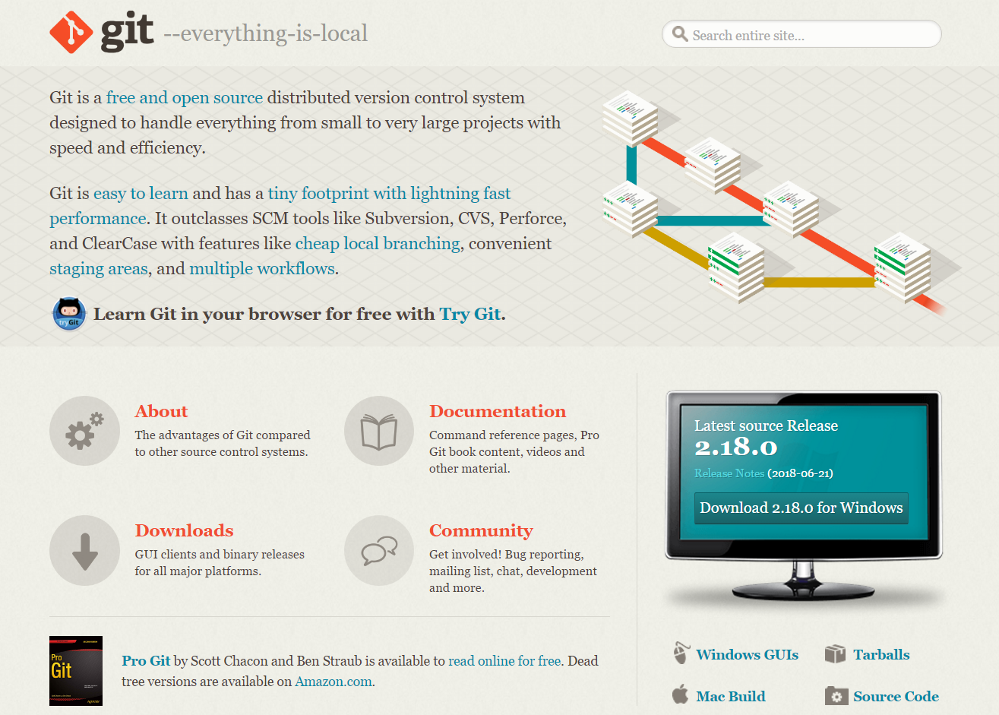 git --everything-is-local
Search entire site...
Git is a free and open source distributed version control system
designed to handle everything from small to very large projects with
speed and efficiency.
Git is easy to learn and has a tiny footprint with lightning fast
performance. It outclasses SCM tools like Subversion, CVS, Perforce,
and ClearCase with features like cheap local branching, convenient
staging areas, and multiple workflows.
tryGit
Learn Git in your browser for free with Try Git.
About
The advantages of Git compared
to other source control systems.
Documentation
Command reference pages, Pro
Git book content, videos and
other material.
Downloads
GUI clients and binary releases
for all major platforms.
Community
Get involved! Bug reporting,
mailing list, chat, development
and more.
Pro
Git
Pro Git by Scott Chacon and Ben Straub is available to read online for free. Dead
tree versions are available on Amazon.com.
Latest source Release
2.18.0
Release Notes (2018-06-21)
Download 2.18.0 for Windows
Windows GUIs
Tarballs
Mac Build
Source Code